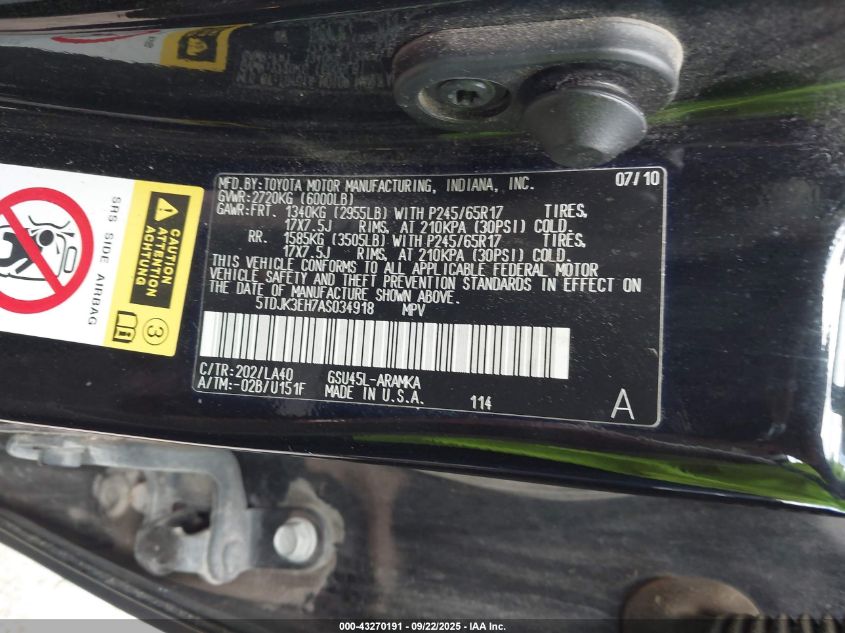 MFD.BY:TOYOTA MOTOR MANUFACTURING, INDIANA, INC. 07/10
GVWR:2720KG (6000LB)
GAWR:FRT. 1340KG (2955LB) WITH P245/65R17 TIRES,
17X7.5J RIMS, AT 210KPA (30PSI) COLD.
RR. 1585KG (3505LB) WITH P245/65R17 TIRES,
17X7.5J RIMS, AT 210KPA (30PSI) COLD.
THIS VEHICLE CONFORMS TO ALL APPLICABLE FEDERAL MOTOR
VEHICLE SAFETY AND THEFT PREVENTION STANDARDS IN EFFECT ON
THE DATE OF MANUFACTURE SHOWN ABOVE.
5TDJK3EH7AS034918 MPV
C/TR:202/LA40 GSU45L-ARAMKA
A/TM:-02B/U151F MADE IN U.S.A. 114 A
SRS SIDE AIRBAG
CAUTION
ATTENTION
ACHTUNG
3
000-43270191 - 09/22/2025 - IAA Inc.